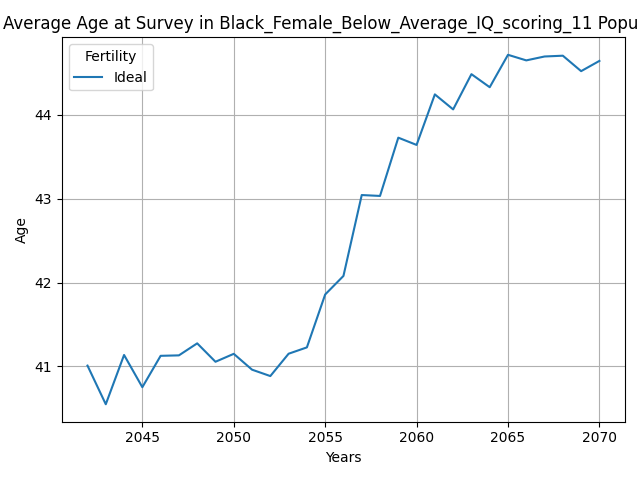 Average Age at Survey in Black_Female_Below_Average_IQ_scoring_11 Popu
Fertility
Ideal
44
43
42
41
Age
2045 2050 2055 2060 2065 2070
Years